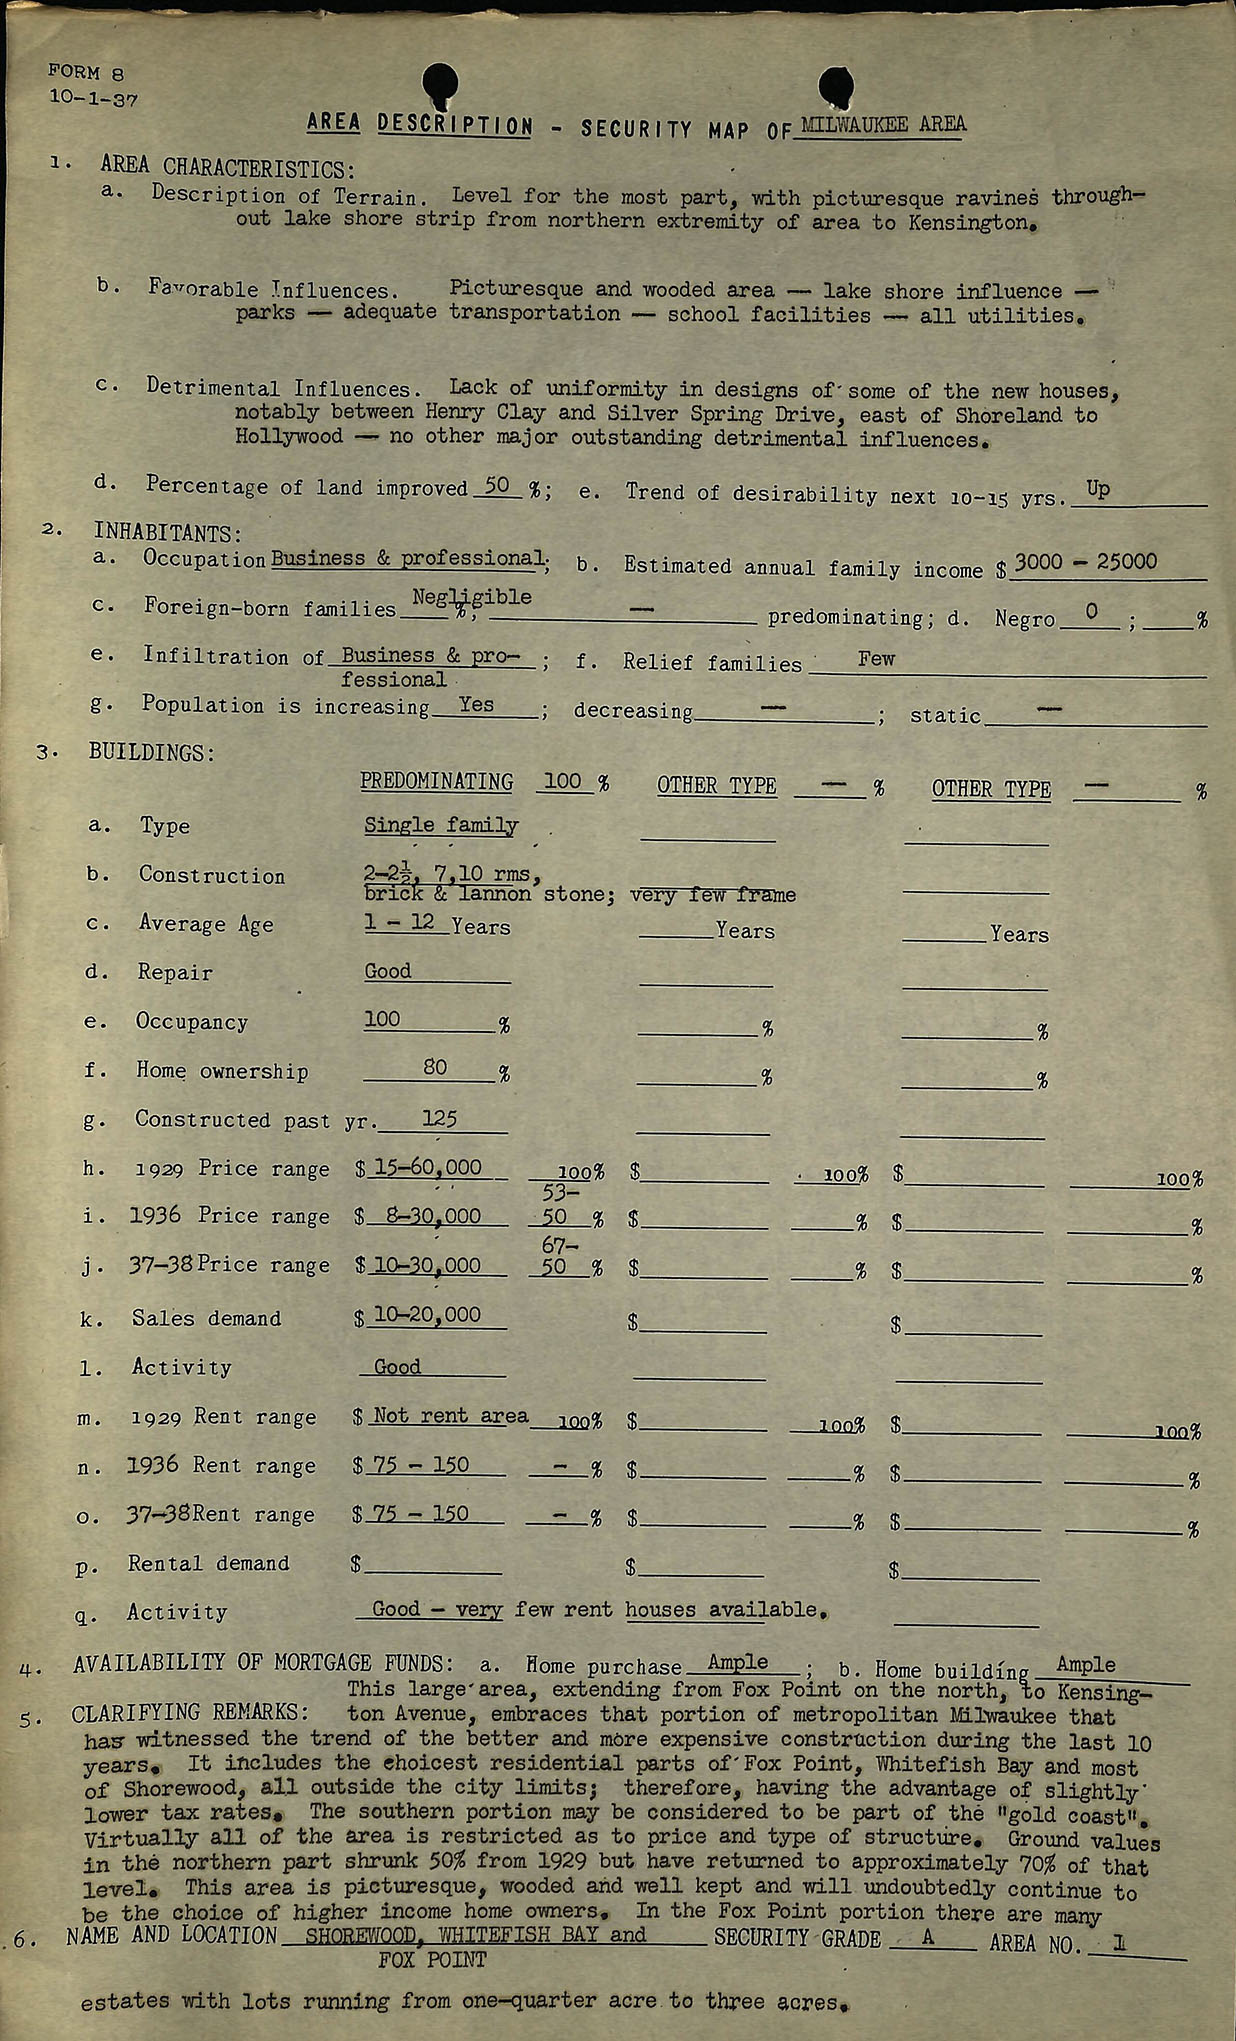 FORM 8
10-1-37
AREA DESCRIPTION - SECURITY MAP OF MILWAUKEE AREA
1. AREA CHARACTERISTICS:
a. Description of Terrain. Level for the most part, with picturesque ravines through-
out lake shore strip from northern extremity of area to Kensington.
b. Favorable Influences. Picturesque and wooded area — lake shore influence —
parks — adequate transportation — school facilities — all utilities.
c. Detrimental Influences. Lack of uniformity in designs of some of the new houses,
notably between Henry Clay and Silver Spring Drive, east of Shoreland to
Hollywood — no other major outstanding detrimental influences.
d. Percentage of land improved 50 %; e. Trend of desirability next 10-15 yrs. Up
2. INHABITANTS:
a. Occupation Business & professional; b. Estimated annual family income $ 3000 - 25000
c. Foreign-born families Negligible %; — predominating; d. Negro 0 ; %
e. Infiltration of Business & pro- ; f. Relief families Few
fessional
g. Population is increasing Yes ; decreasing — ; static —
3. BUILDINGS:
PREDOMINATING 100 % OTHER TYPE — % OTHER TYPE — %
a. Type Single family
b. Construction 2-2½, 7,10 rms,
brick & lannon stone; very few frame
c. Average Age 1 - 12 Years Years Years
d. Repair Good
e. Occupancy 100 % % %
f. Home ownership 80 % % %
g. Constructed past yr. 125
h. 1929 Price range $ 15-60,000 100% $ 100% $ 100%
53-
i. 1936 Price range $ 8-30,000 50 % $ % $ %
67-
j. 37-38 Price range $ 10-30,000 50 % $ % $ %
k. Sales demand $ 10-20,000 $ $
l. Activity Good
m. 1929 Rent range $ Not rent area 100% $ 100% $ 100%
n. 1936 Rent range $ 75 - 150 - % $ % $ %
o. 37-38 Rent range $ 75 - 150 - % $ % $ %
p. Rental demand $ $ $
q. Activity Good - very few rent houses available.
4. AVAILABILITY OF MORTGAGE FUNDS: a. Home purchase Ample ; b. Home building Ample
This large area, extending from Fox Point on the north, to Kensing-
5. CLARIFYING REMARKS: ton Avenue, embraces that portion of metropolitan Milwaukee that
has witnessed the trend of the better and more expensive construction during the last 10
years. It includes the choicest residential parts of Fox Point, Whitefish Bay and most
of Shorewood, all outside the city limits; therefore, having the advantage of slightly
lower tax rates. The southern portion may be considered to be part of the "gold coast".
Virtually all of the area is restricted as to price and type of structure. Ground values
in the northern part shrunk 50% from 1929 but have returned to approximately 70% of that
level. This area is picturesque, wooded and well kept and will undoubtedly continue to
be the choice of higher income home owners. In the Fox Point portion there are many
6. NAME AND LOCATION SHOREWOOD, WHITEFISH BAY and SECURITY GRADE A AREA NO. 1
FOX POINT
estates with lots running from one-quarter acre to three acres.